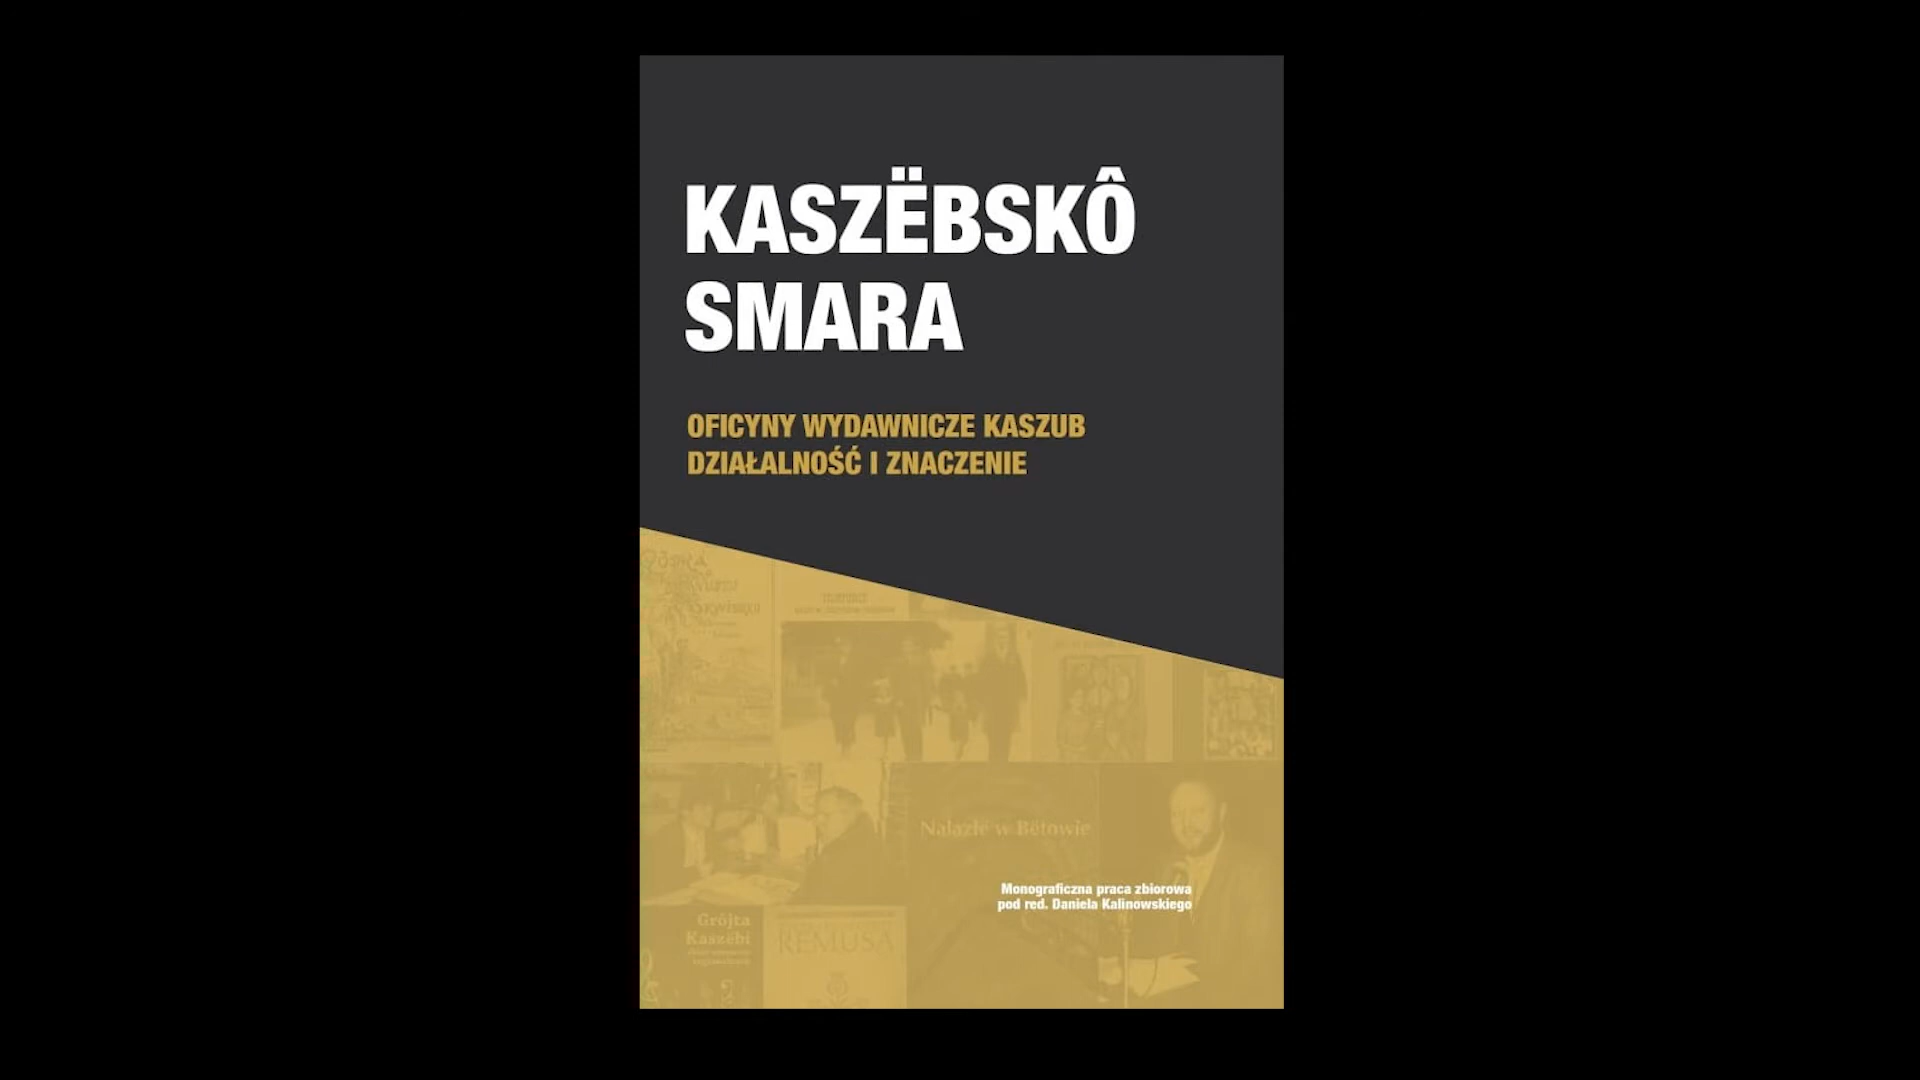 KASZËBSKÔ
SMARA
OFICYNY WYDAWNICZE KASZUB
DZIAŁALNOŚĆ I ZNACZENIE
Nalazłé w Bëtowie
Monograficzna praca zbiorowa
pod red. Daniela Kalinowskiego
Grôjta
Kaszëbi
REMUSA